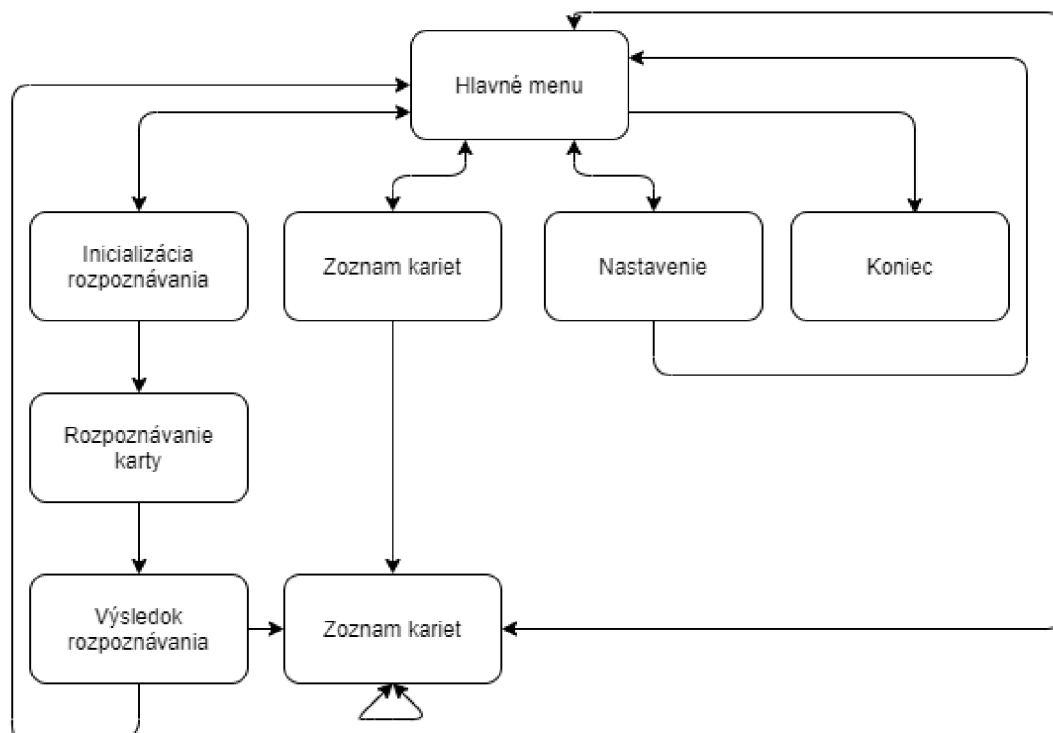 Hlavné menu
Inicializácia
rozpoznávania
Zoznam kariet
Nastavenie
Koniec
Rozpoznávanie
karty
Výsledok
rozpoznávania
Zoznam kariet